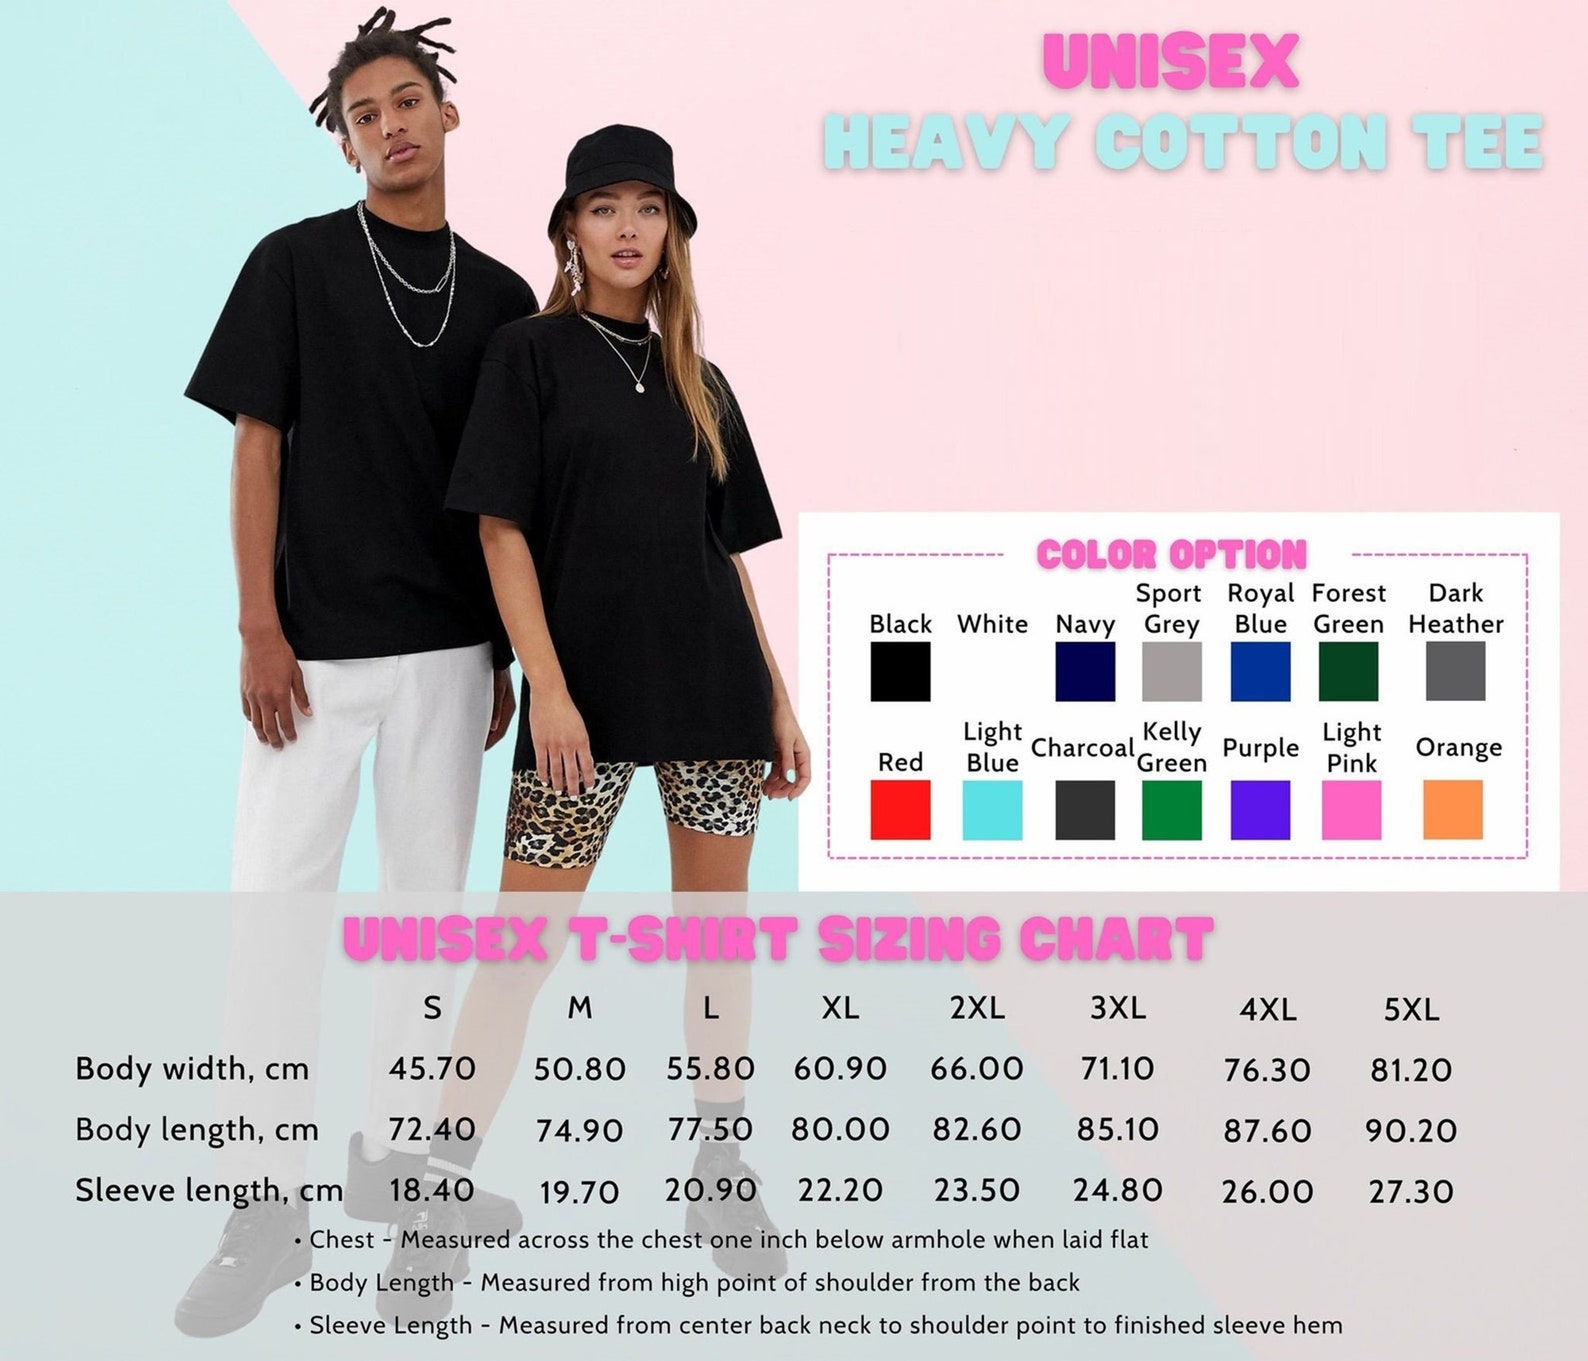 UNISEX
HEAVY COTTON TEE
COLOR OPTION
Black White Navy Sport Grey Royal Blue Forest Green Dark Heather
Red Light Blue Charcoal Kelly Green Purple Light Pink Orange
UNISEX T-SHIRT SIZING CHART
S M L XL 2XL 3XL 4XL 5XL
Body width, cm 45.70 50.80 55.80 60.90 66.00 71.10 76.30 81.20
Body length, cm 72.40 74.90 77.50 80.00 82.60 85.10 87.60 90.20
Sleeve length, cm 18.40 19.70 20.90 22.20 23.50 24.80 26.00 27.30
• Chest - Measured across the chest one inch below armhole when laid flat
• Body Length - Measured from high point of shoulder from the back
• Sleeve Length - Measured from center back neck to shoulder point to finished sleeve hem